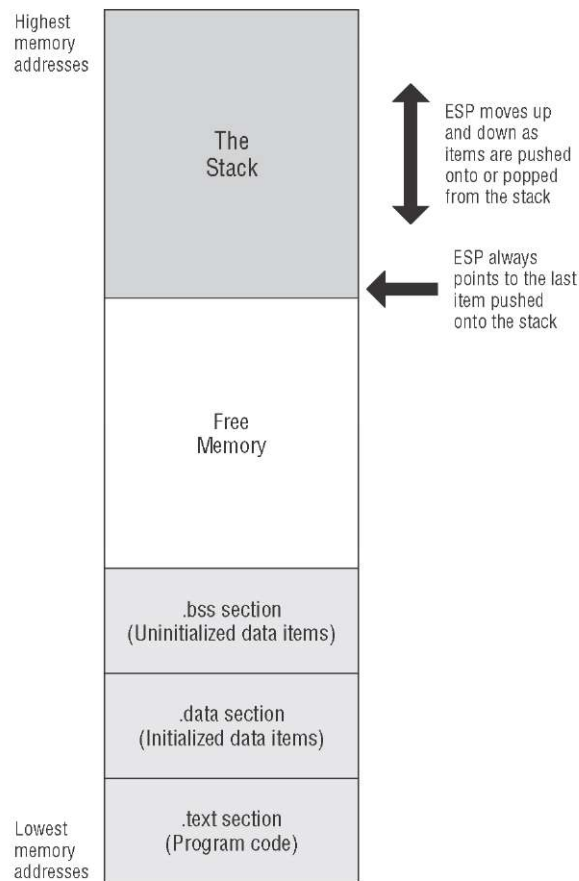 Highest
memory
addresses
The
Stack
ESP moves up
and down as
items are pushed
onto or popped
from the stack
ESP always
points to the last
item pushed
onto the stack
Free
Memory
.bss section
(Uninitialized data items)
.data section
(Initialized data items)
.text section
(Program code)
Lowest
memory
addresses